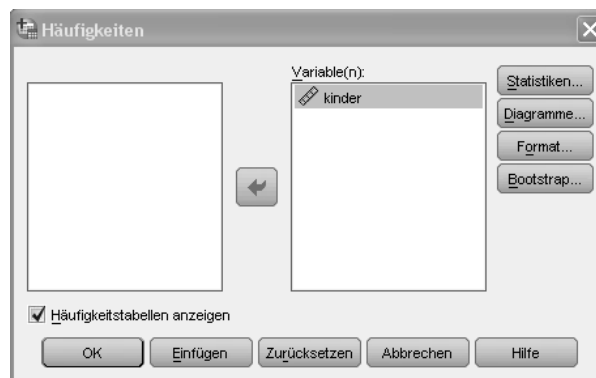 Häufigkeiten
Variable(n):
kinder
Statistiken...
Diagramme...
Format...
Bootstrap...
Häufigkeitstabellen anzeigen
OK Einfügen Zurücksetzen Abbrechen Hilfe